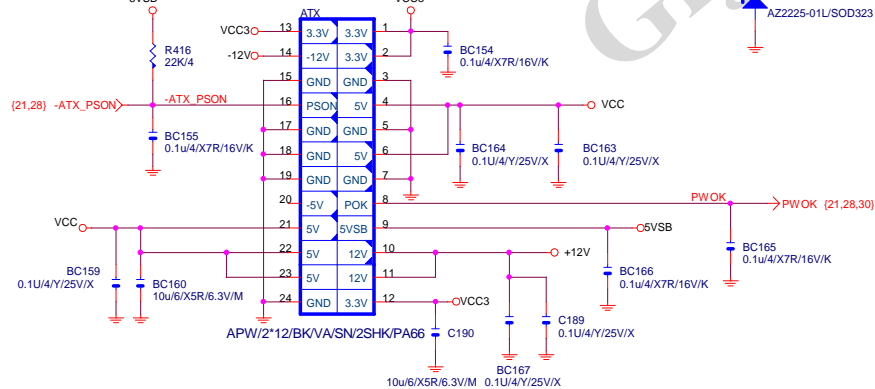 ATX
AZ2225-01L/SOD323
VCC3 13 3.3V 3.3V 1
-12V 14 -12V 3.3V 2
BC154
0.1u/4/X7R/16V/K
R416
22K/4
15 GND GND 3
{21,28} -ATX_PSON -ATX_PSON 16 PSON 5V 4 VCC
17 GND GND 5
BC155
0.1u/4/X7R/16V/K
18 GND 5V 6
BC164
0.1U/4/Y/25V/X
BC163
0.1U/4/Y/25V/X
19 GND GND 7
20 -5V POK 8 PWOK PWOK {21,28,30}
VCC 21 5V 5VSB 9 5VSB
22 5V 12V 10 +12V
BC165
0.1u/4/X7R/16V/K
BC159
0.1U/4/Y/25V/X
BC160
10u/6/X5R/6.3V/M
23 5V 12V 11
BC166
0.1u/4/X7R/16V/K
24 GND 3.3V 12 VCC3
APW/2*12/BK/VA/SN/2SHK/PA66
C190
10u/6/X5R/6.3V/M
C189
0.1U/4/Y/25V/X
BC167
0.1U/4/Y/25V/X